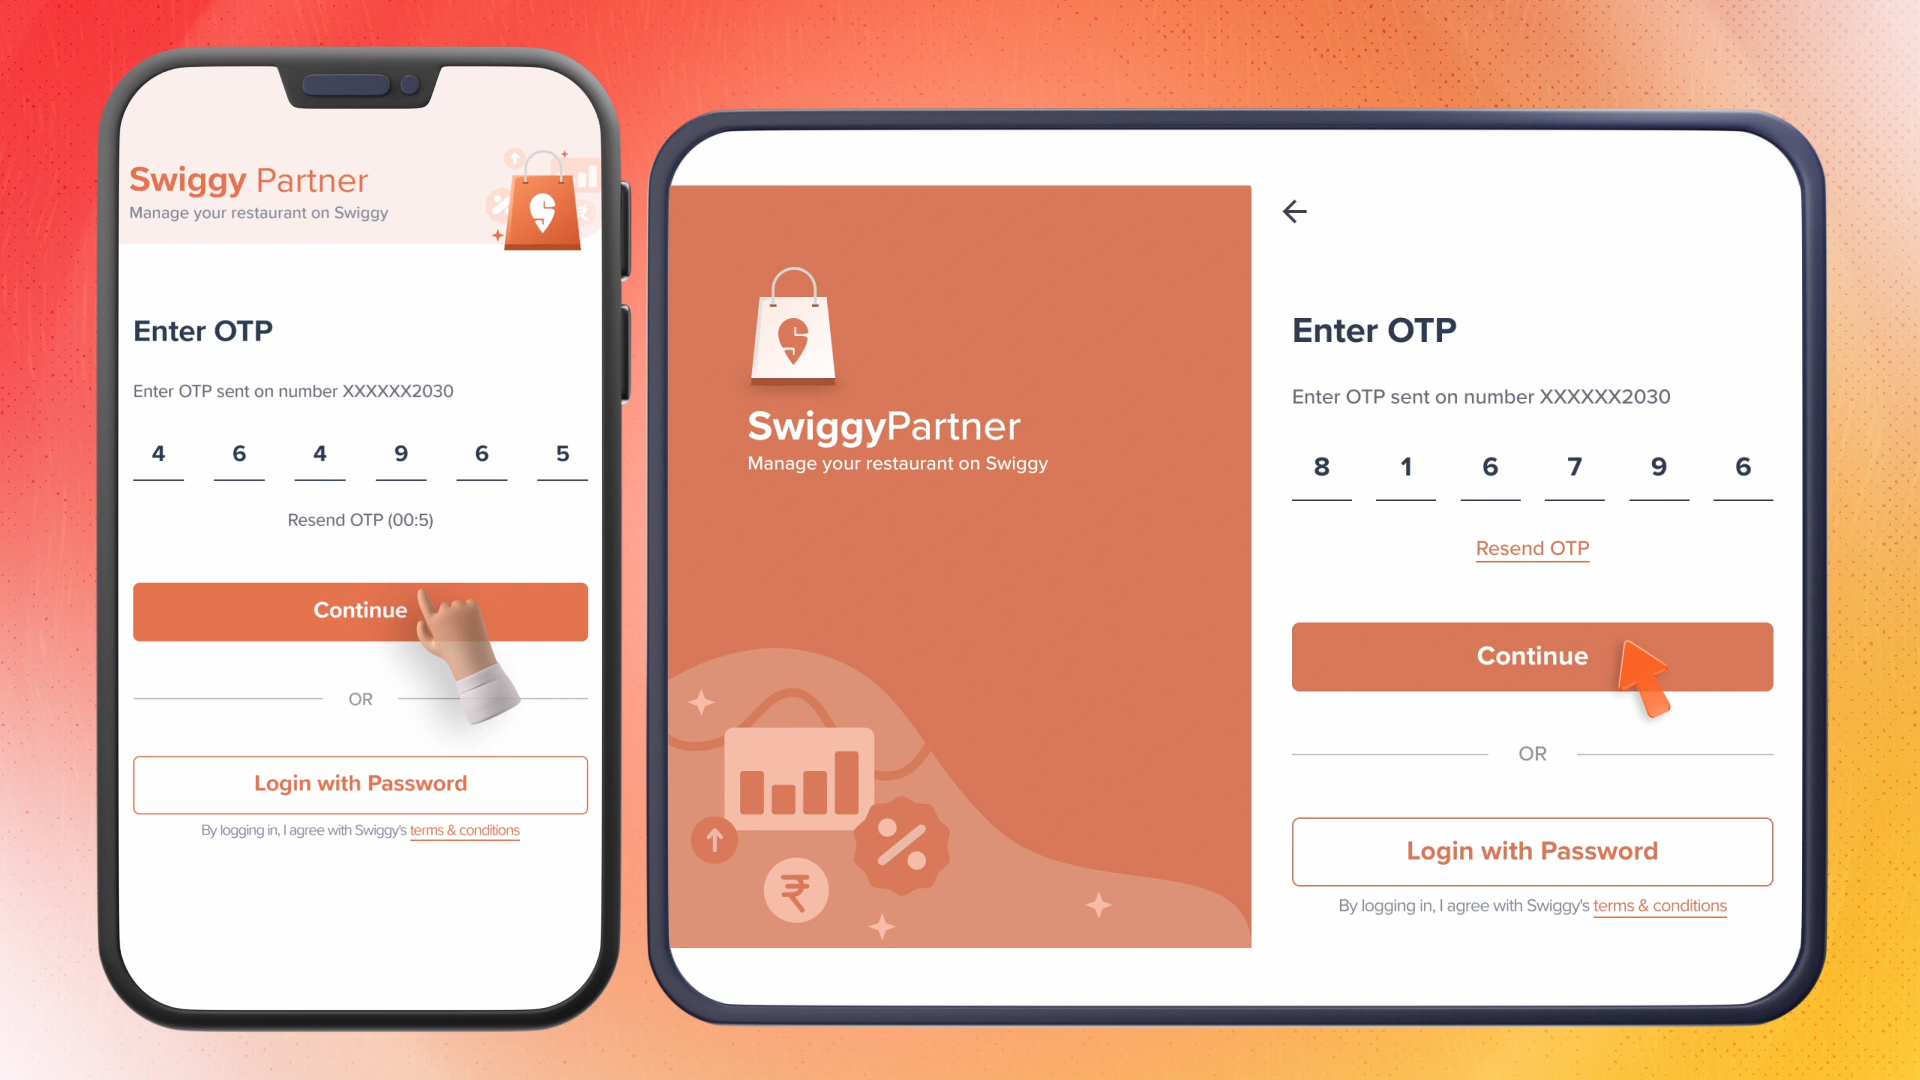 Swiggy Partner
Manage your restaurant on Swiggy
Enter OTP
Enter OTP sent on number XXXXXX2030
4 6 4 9 6 5
Resend OTP (00:5)
Continue
OR
Login with Password
By logging in, I agree with Swiggy's terms & conditions
SwiggyPartner
Manage your restaurant on Swiggy
Enter OTP
Enter OTP sent on number XXXXXX2030
8 1 6 7 9 6
Resend OTP
Continue
OR
Login with Password
By logging in, I agree with Swiggy's terms & conditions